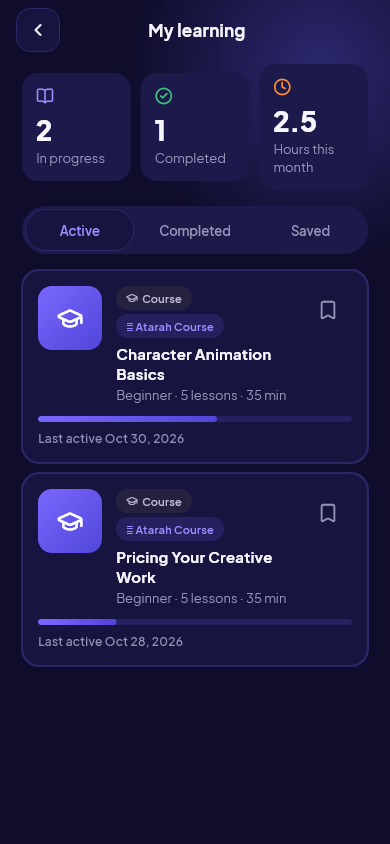 My learning
2
In progress
1
Completed
2.5
Hours this
month
Active
Completed
Saved
Course
Atarah Course
Character Animation
Basics
Beginner · 5 lessons · 35 min
Last active Oct 30, 2026
Course
Atarah Course
Pricing Your Creative
Work
Beginner · 5 lessons · 35 min
Last active Oct 28, 2026